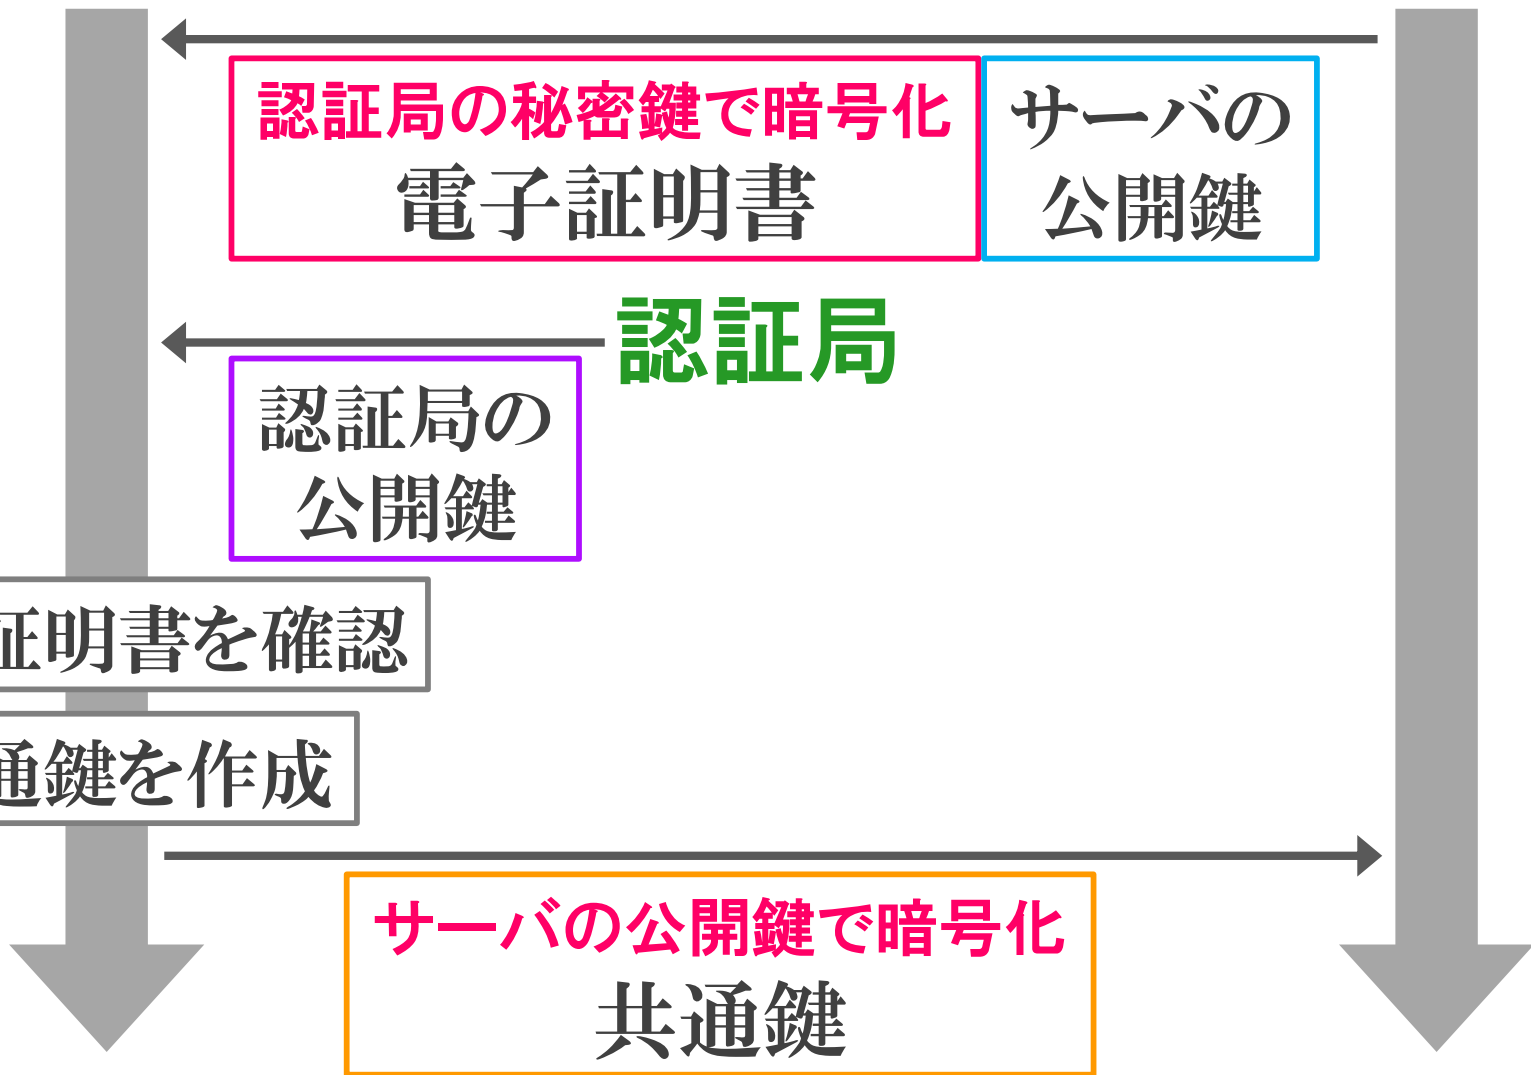 認証局の秘密鍵で暗号化
電子証明書
サーバの
公開鍵
認証局
認証局の
公開鍵
証明書を確認
通鍵を作成
サーバの公開鍵で暗号化
共通鍵